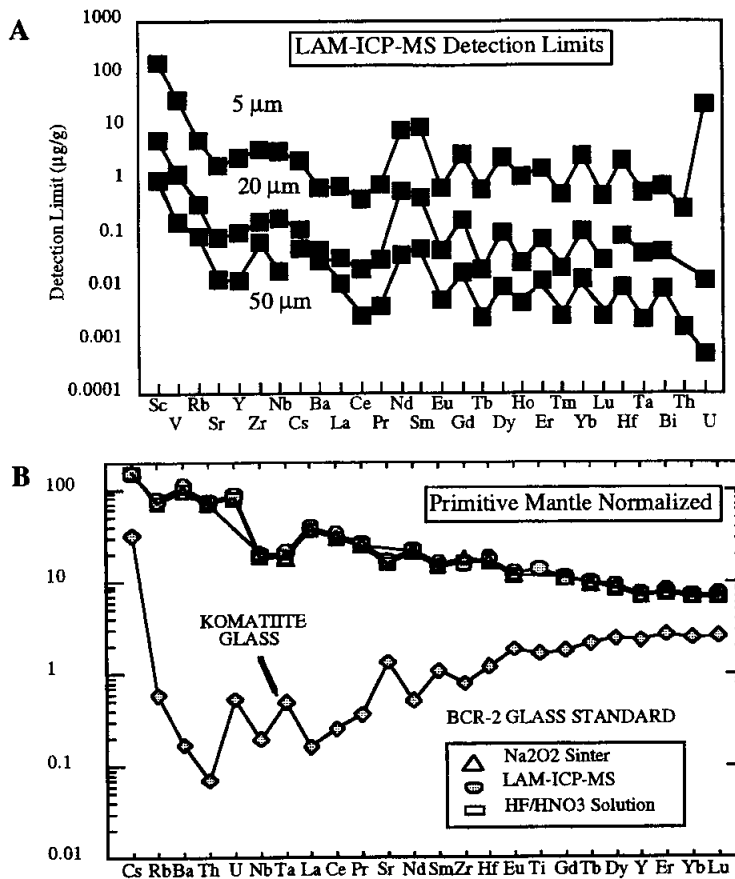 A
LAM-ICP-MS Detection Limits
Detection Limit (µg/g)
1000
100
10
1
0.1
0.01
0.001
0.0001
5 µm
20 µm
50 µm
Sc Rb Y Nb Ba Ce Nd Eu Tb Ho Tm Lu Ta Th
V Sr Zr Cs La Pr Sm Gd Dy Er Yb Hf Bi U
B
Primitive Mantle Normalized
100
10
1
0.1
0.01
KOMATIITE
GLASS
BCR-2 GLASS STANDARD
Na2O2 Sinter
LAM-ICP-MS
HF/HNO3 Solution
Cs Rb Ba Th U Nb Ta La Ce Pr Sr Nd Sm Zr Hf Eu Ti Gd Tb Dy Y Er Yb Lu